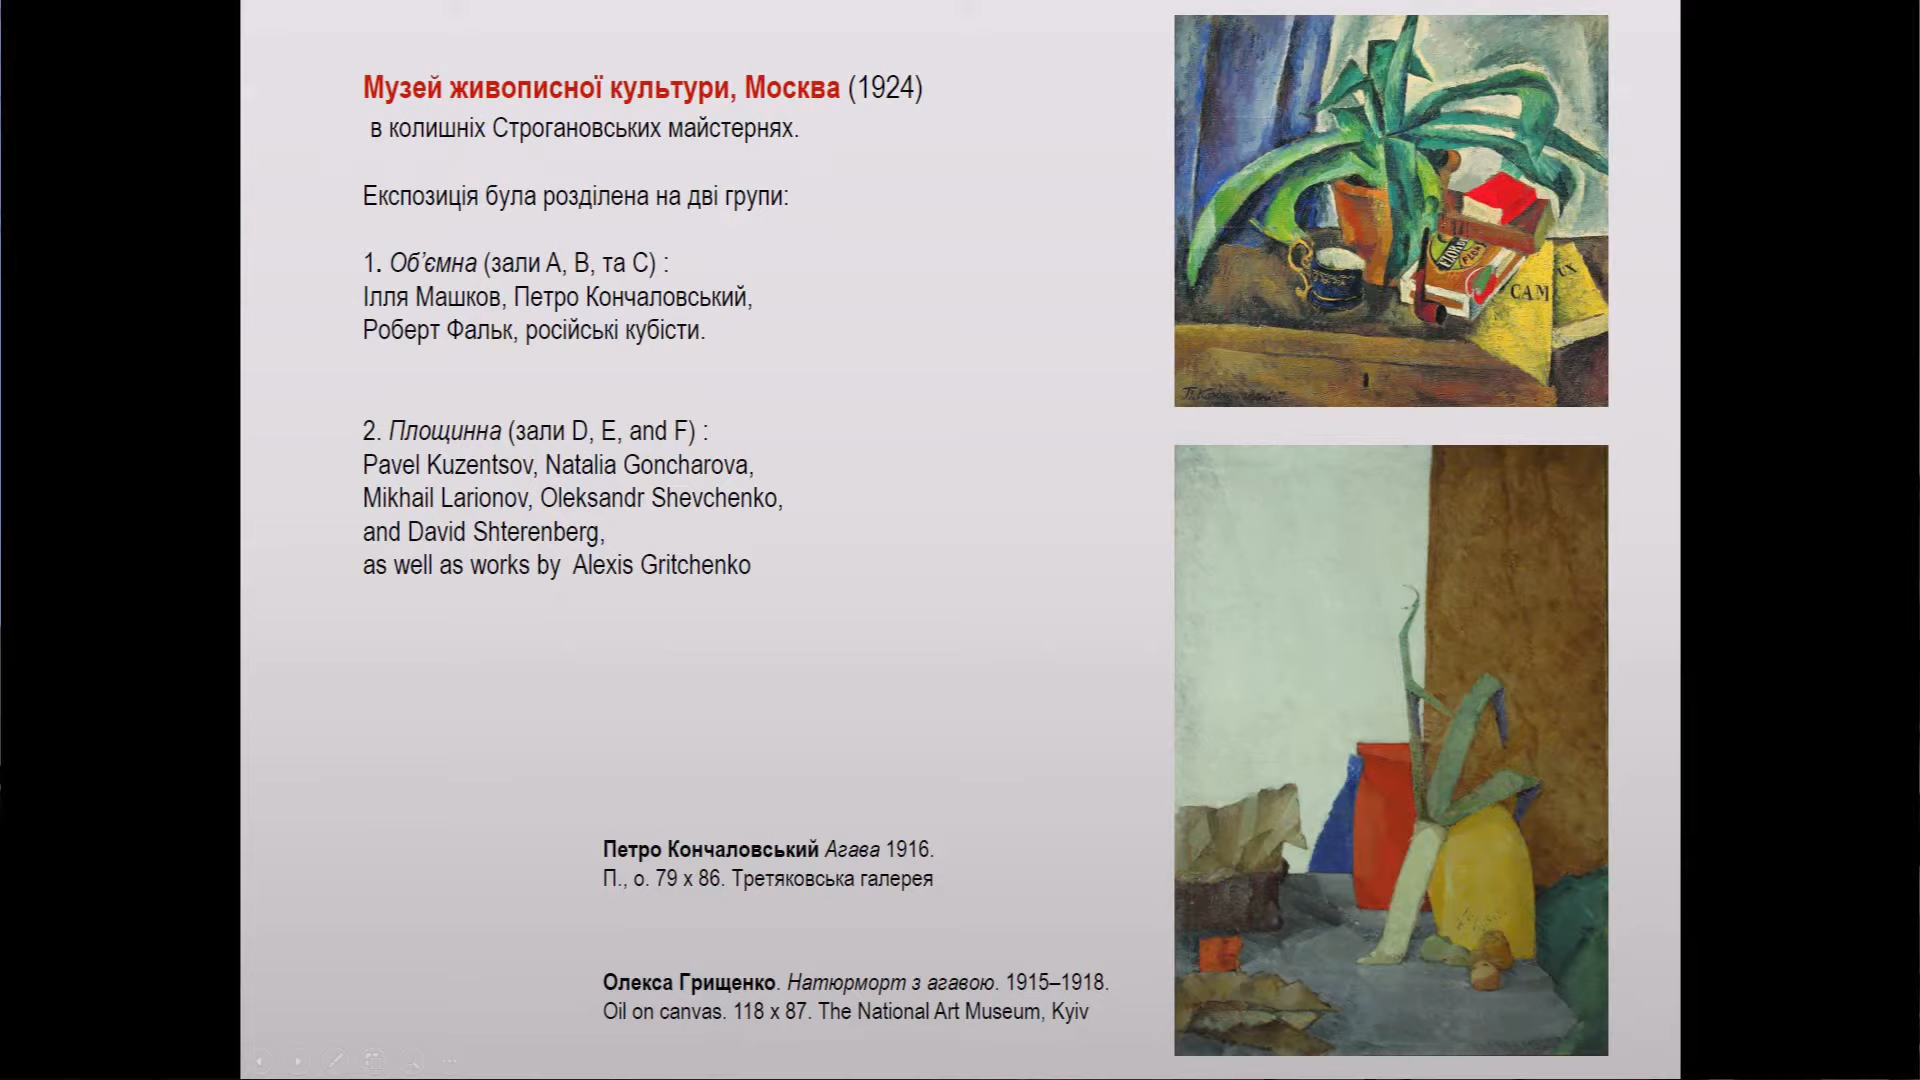 Музей живописної культури, Москва (1924)
в колишніх Строгановських майстернях.
Експозиція була розділена на дві групи:
1. Об’ємна (зали A, B, та C) :
Ілля Машков, Петро Кончаловський,
Роберт Фальк, російські кубісти.
2. Площинна (зали D, E, and F) :
Pavel Kuzentsov, Natalia Goncharova,
Mikhail Larionov, Oleksandr Shevchenko,
and David Shterenberg,
as well as works by  Alexis Gritchenko
CAM
UX
Петро Кончаловський Агава 1916.
П., о. 79 х 86. Третяковська галерея
Олекса Грищенко. Натюрморт з агавою. 1915–1918.
Oil on canvas. 118 x 87. The National Art Museum, Kyiv